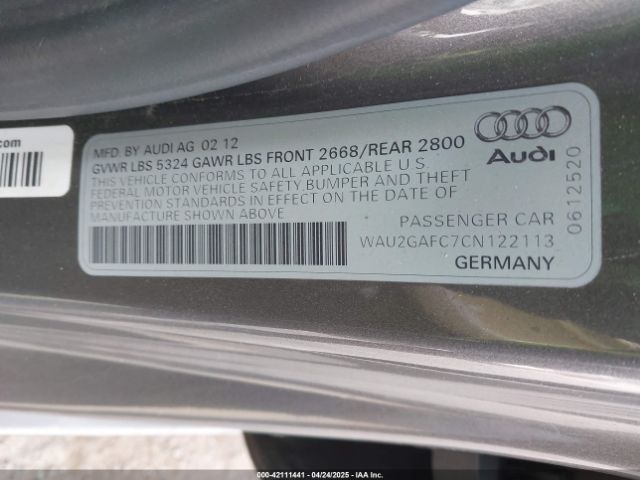 .com
MFD. BY AUDI AG 02 12
GVWR LBS 5324 GAWR LBS FRONT 2668/REAR 2800
THIS VEHICLE CONFORMS TO ALL APPLICABLE U.S.
FEDERAL MOTOR VEHICLE SAFETY,BUMPER AND THEFT
PREVENTION STANDARDS IN EFFECT ON THE DATE OF
MANUFACTURE SHOWN ABOVE
Audi
0612520
PASSENGER CAR
WAU2GAFC7CN122113
GERMANY
000-42111441 - 04/24/2025 - IAA Inc.